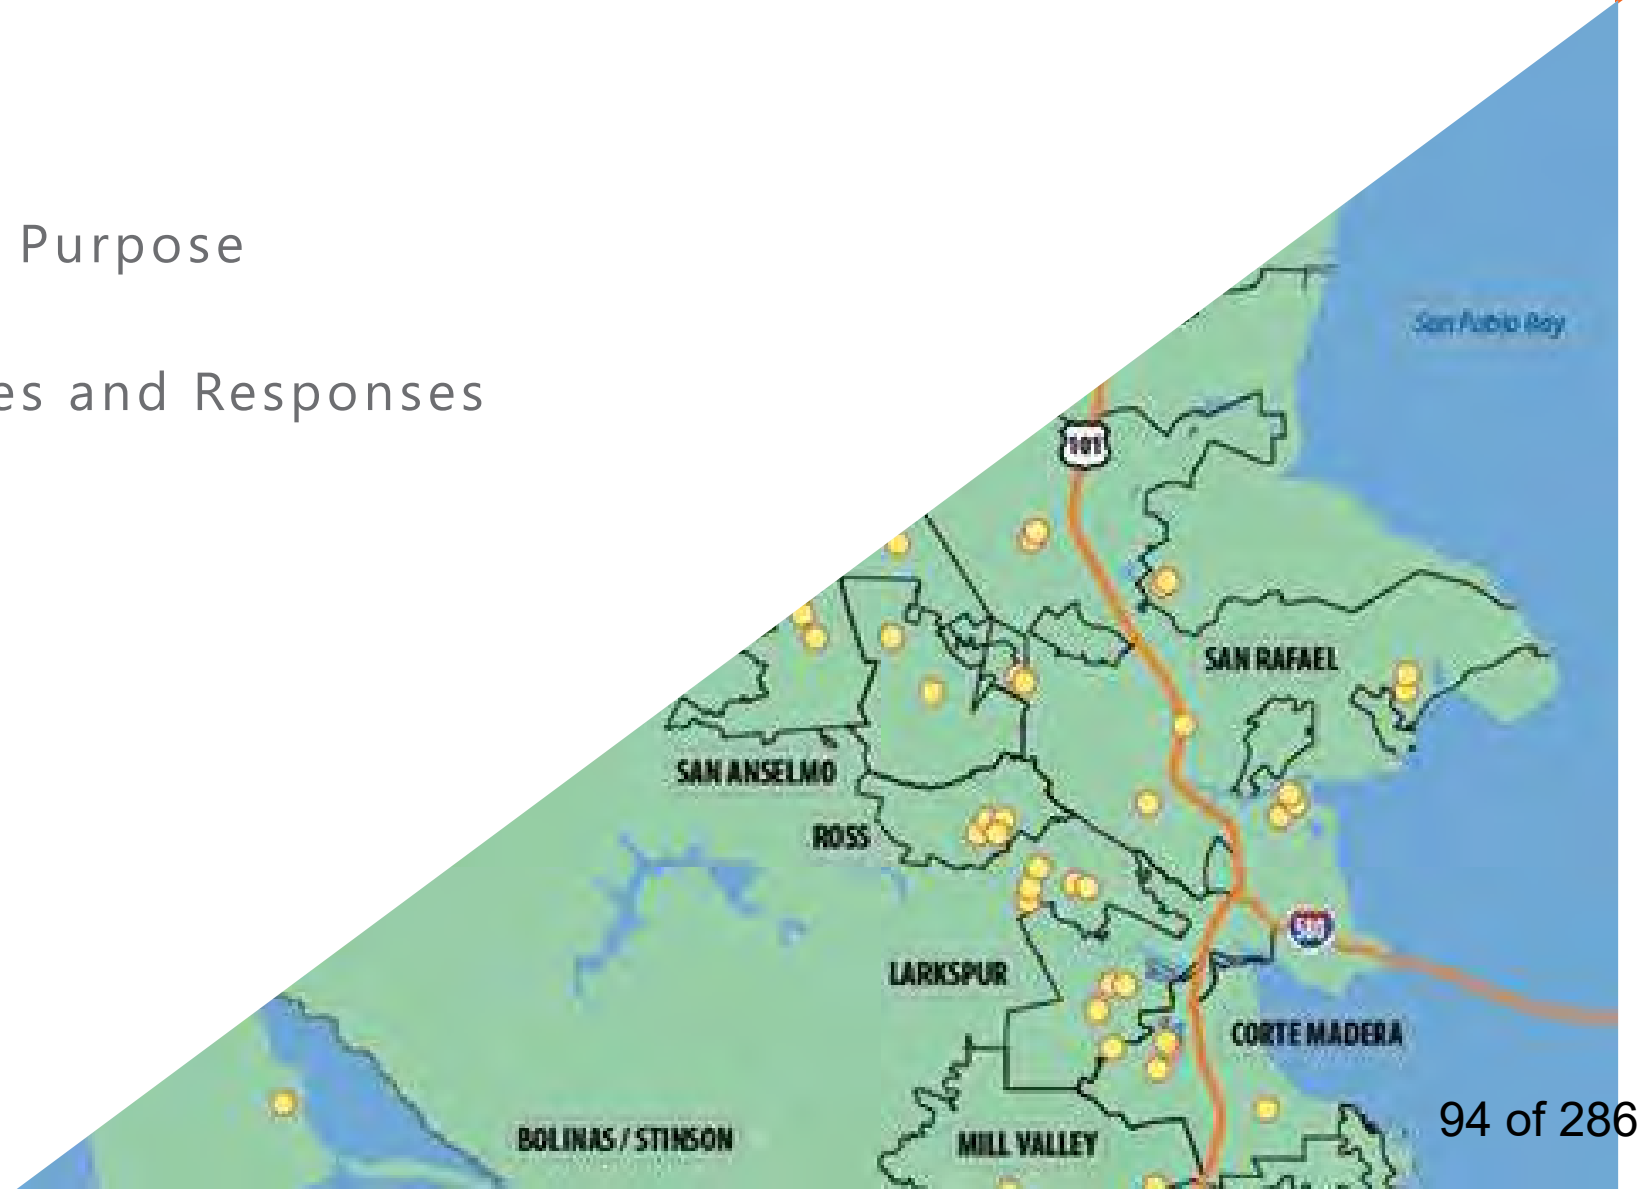 Purpose
San Pablo Bay
es and Responses
101
SAN RAFAEL
SAN ANSELMO
ROSS
580
LARKSPUR
CORTE MADERA
94 of 286
BOLINAS / STINSON
MILL VALLEY